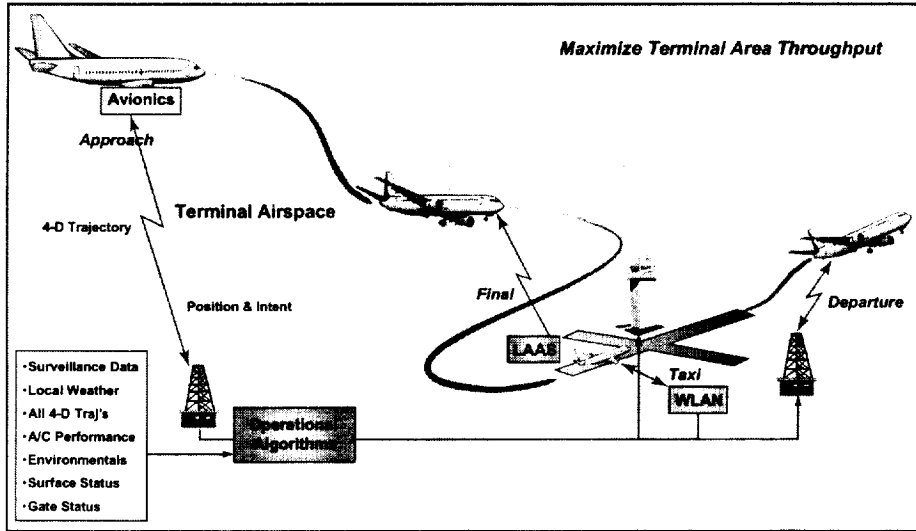 Maximize Terminal Area Throughput
Avionics
Approach
Terminal Airspace
4-D Trajectory
Position & Intent
Final
Departure
LAAS
Taxi
WLAN
·Surveillance Data
·Local Weather
·All 4-D Traj's
·A/C Performance
·Environmentals
·Surface Status
·Gate Status
Operational
Algorithms